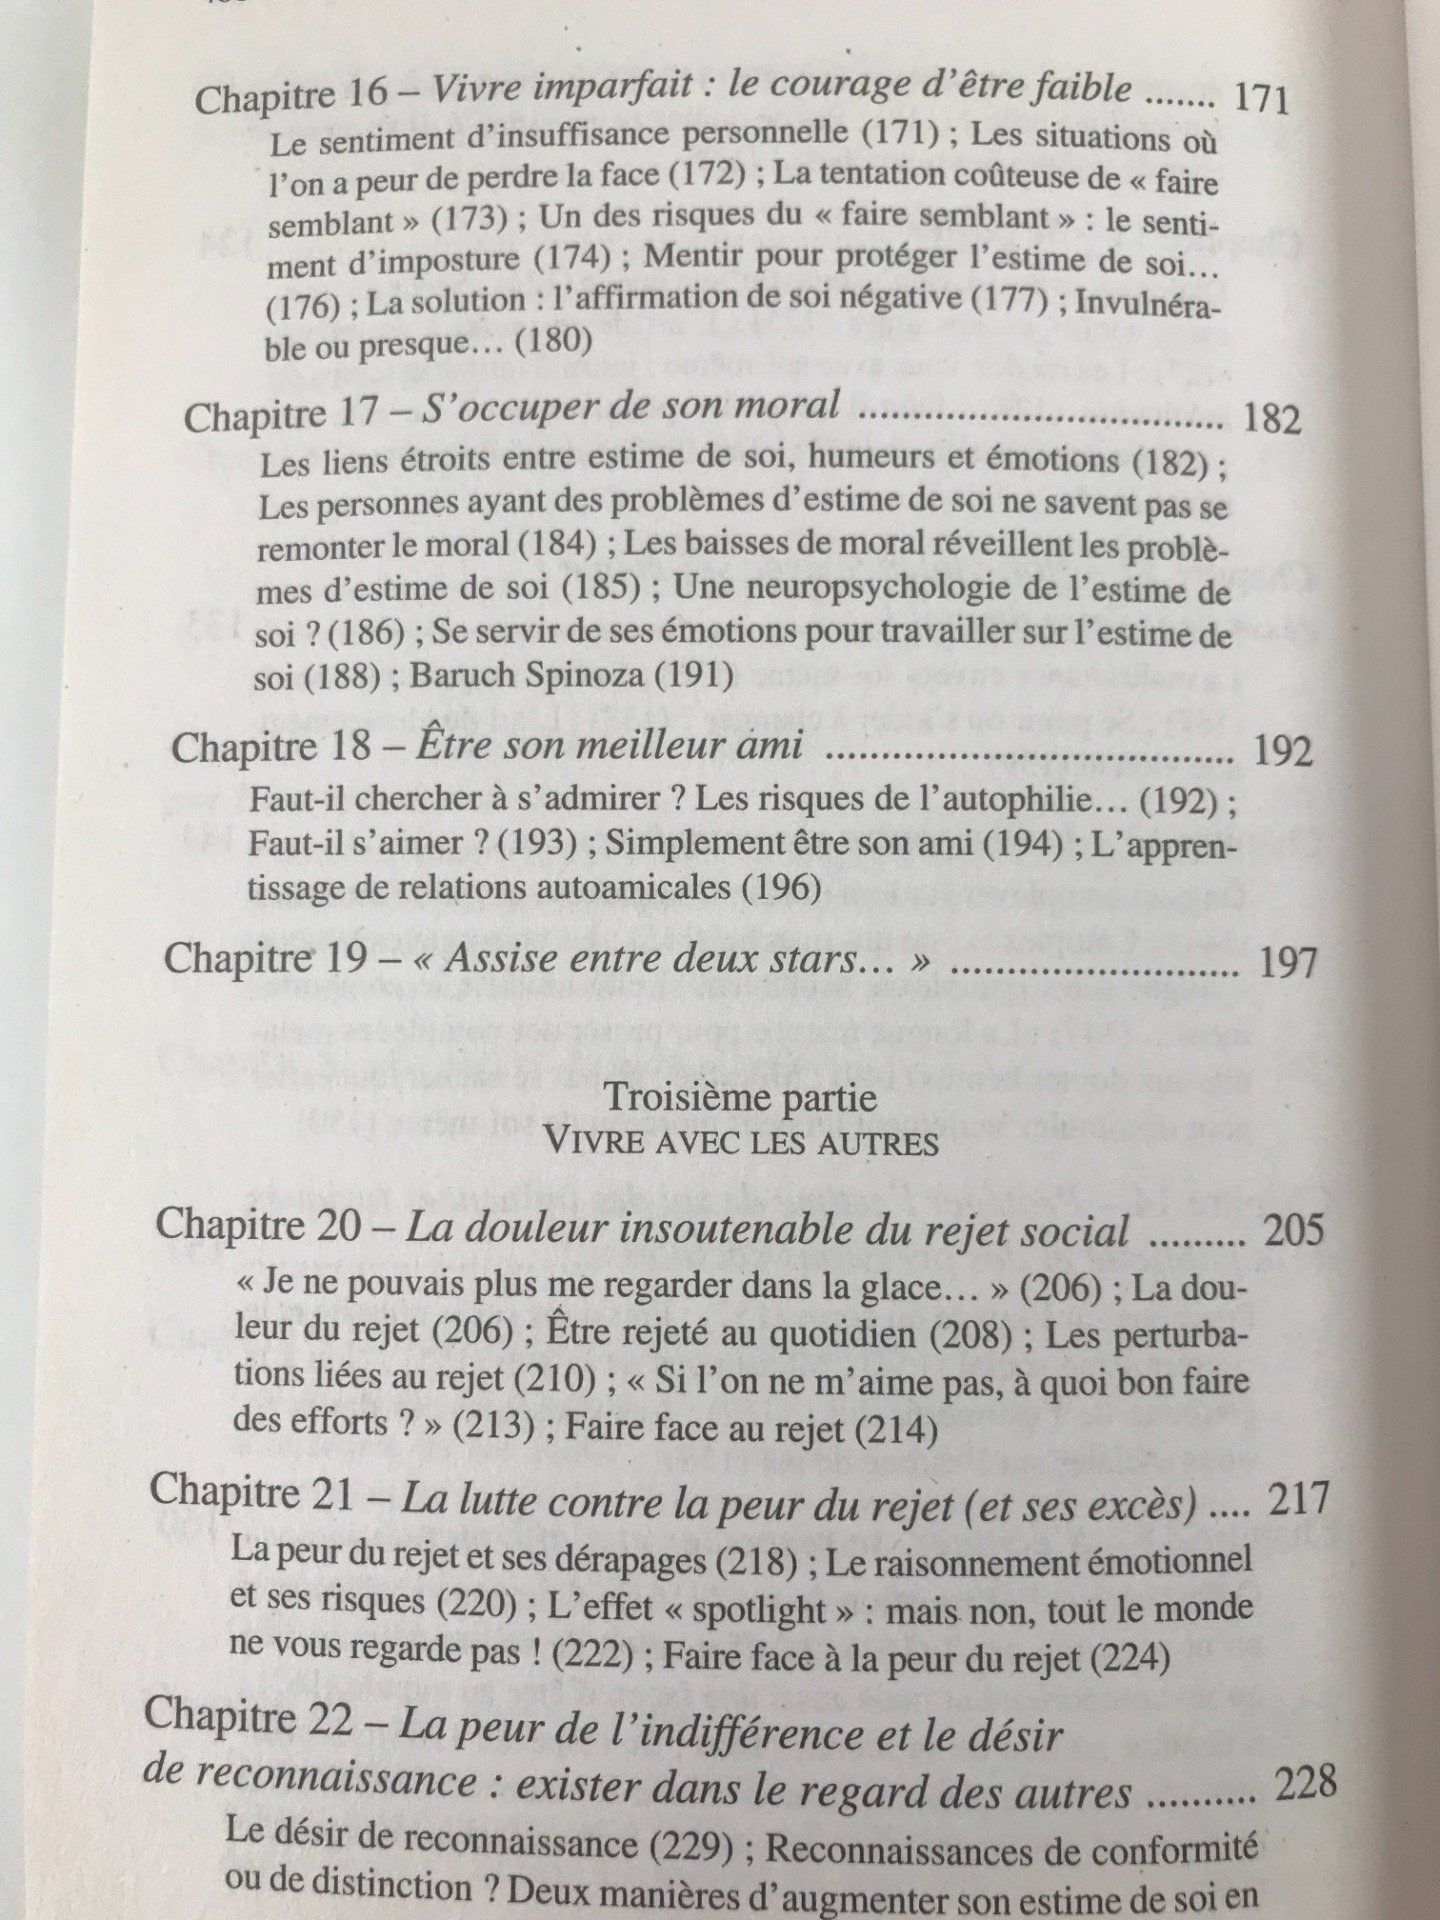 Chapitre 16 – Vivre imparfait : le courage d'être faible ....... 171
Le sentiment d'insuffisance personnelle (171) ; Les situations où
l'on a peur de perdre la face (172) ; La tentation coûteuse de « faire
semblant » (173) ; Un des risques du « faire semblant » : le senti-
ment d'imposture (174) ; Mentir pour protéger l'estime de soi…
(176) ; La solution : l'affirmation de soi négative (177) ; Invulnéra-
ble ou presque… (180)
Chapitre 17 – S'occuper de son moral .................................... 182
Les liens étroits entre estime de soi, humeurs et émotions (182) ;
Les personnes ayant des problèmes d'estime de soi ne savent pas se
remonter le moral (184) ; Les baisses de moral réveillent les problè-
mes d'estime de soi (185) ; Une neuropsychologie de l'estime de
soi ? (186) ; Se servir de ses émotions pour travailler sur l'estime de
soi (188) ; Baruch Spinoza (191)
Chapitre 18 – Être son meilleur ami ..................................... 192
Faut-il chercher à s'admirer ? Les risques de l'autophilie… (192) ;
Faut-il s'aimer ? (193) ; Simplement être son ami (194) ; L'appren-
tissage de relations autoamicales (196)
Chapitre 19 – « Assise entre deux stars… » .......................... 197
Troisième partie
VIVRE AVEC LES AUTRES
Chapitre 20 – La douleur insoutenable du rejet social ......... 205
« Je ne pouvais plus me regarder dans la glace… » (206) ; La dou-
leur du rejet (206) ; Être rejeté au quotidien (208) ; Les perturba-
tions liées au rejet (210) ; « Si l'on ne m'aime pas, à quoi bon faire
des efforts ? » (213) ; Faire face au rejet (214)
Chapitre 21 – La lutte contre la peur du rejet (et ses excès) .... 217
La peur du rejet et ses dérapages (218) ; Le raisonnement émotionnel
et ses risques (220) ; L'effet « spotlight » : mais non, tout le monde
ne vous regarde pas ! (222) ; Faire face à la peur du rejet (224)
Chapitre 22 – La peur de l'indifférence et le désir
de reconnaissance : exister dans le regard des autres .......... 228
Le désir de reconnaissance (229) ; Reconnaissances de conformité
ou de distinction ? Deux manières d'augmenter son estime de soi en